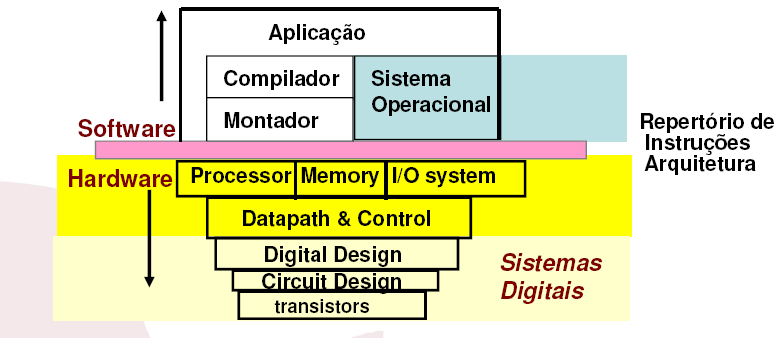 Aplicação
Compilador
Sistema
Operacional
Montador
Software
Repertório de
Instruções
Arquitetura
Hardware
Processor
Memory
I/O system
Datapath & Control
Digital Design
Sistemas
Digitais
Circuit Design
transistors